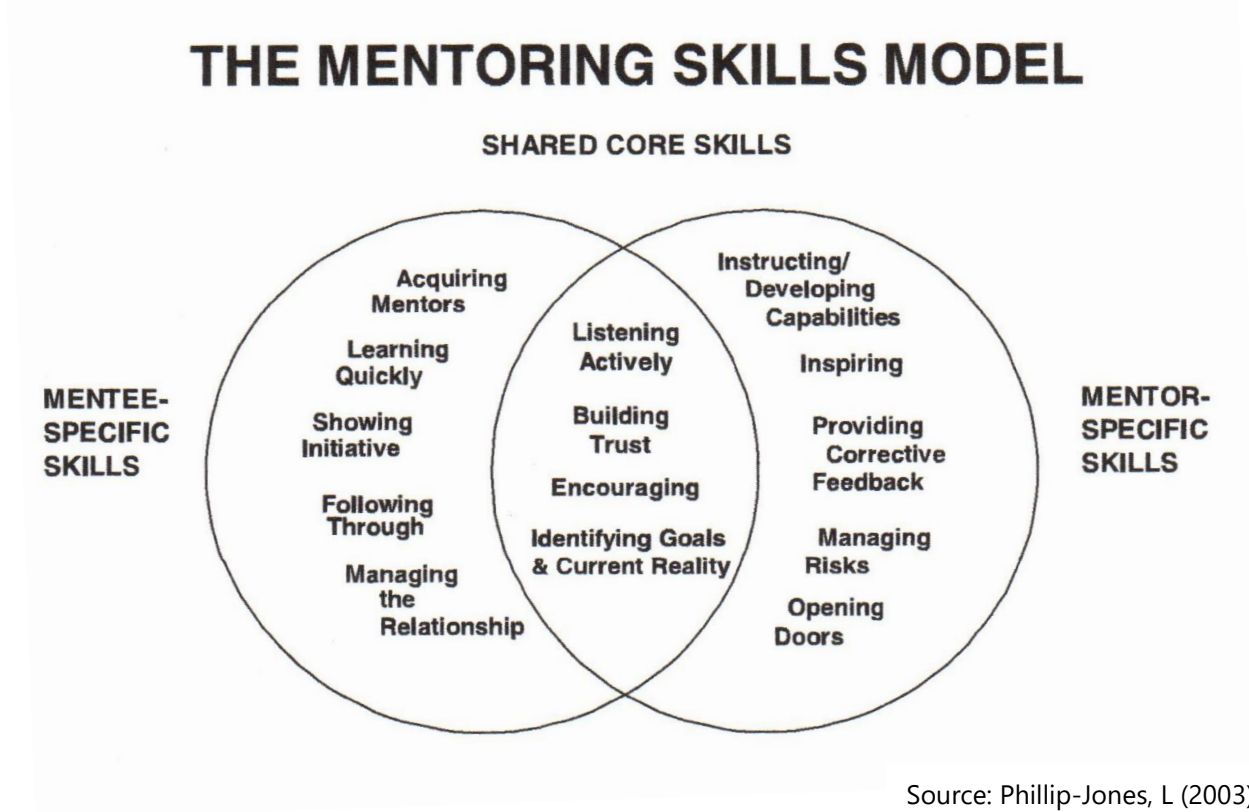 THE MENTORING SKILLS MODEL
SHARED CORE SKILLS
MENTEE-
SPECIFIC
SKILLS
Acquiring
Mentors
Learning
Quickly
Showing
Initiative
Following
Through
Managing
the
Relationship
Listening
Actively
Building
Trust
Encouraging
Identifying Goals
& Current Reality
Instructing/
Developing
Capabilities
Inspiring
Providing
Corrective
Feedback
Managing
Risks
Opening
Doors
MENTOR-
SPECIFIC
SKILLS
Source: Phillip-Jones, L (2003)